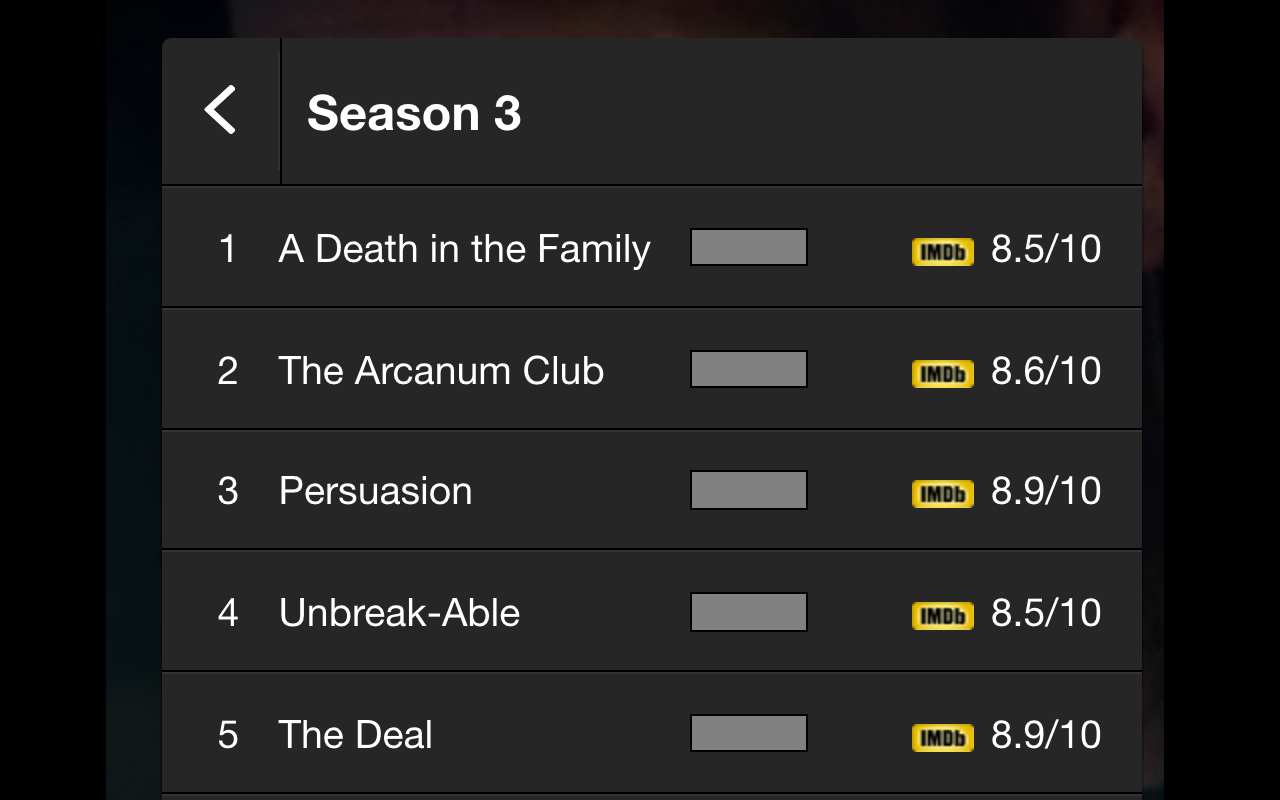 Season 3
1 A Death in the Family IMDb 8.5/10
2 The Arcanum Club IMDb 8.6/10
3 Persuasion IMDb 8.9/10
4 Unbreak-Able IMDb 8.5/10
5 The Deal IMDb 8.9/10